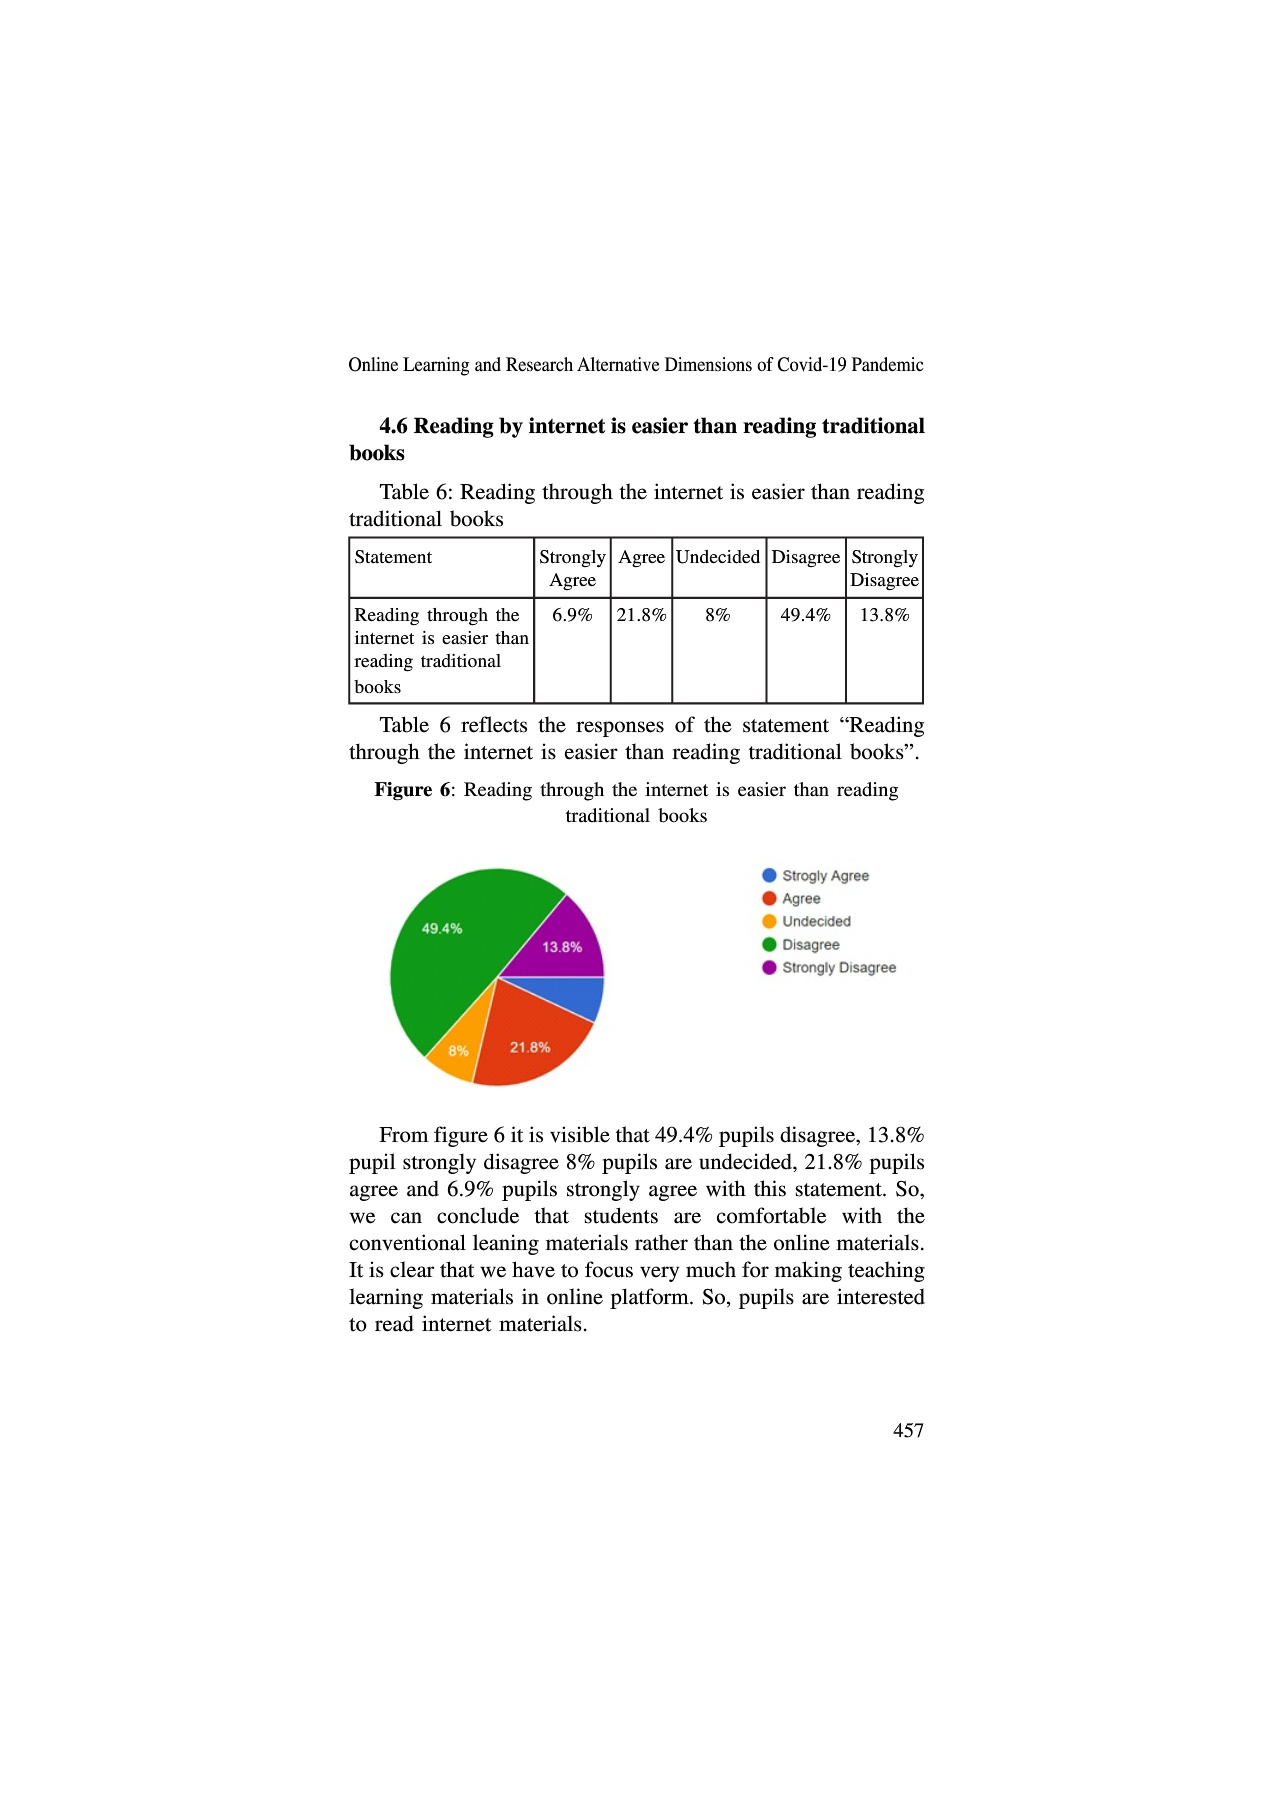 Online Learning and Research Alternative Dimensions of Covid-19 Pandemic
4.6 Reading by internet is easier than reading traditional
books
Table 6: Reading through the internet is easier than reading
traditional books
Statement Strongly Agree Undecided Disagree Strongly
Agree Disagree
Reading through the 6.9% 21.8% 8% 49.4% 13.8%
internet is easier than
reading traditional
books
Table 6 reflects the responses of the statement “Reading
through the internet is easier than reading traditional books”.
Figure 6: Reading through the internet is easier than reading
traditional books
49.4%
13.8%
8%
21.8%
Strogly Agree
Agree
Undecided
Disagree
Strongly Disagree
From figure 6 it is visible that 49.4% pupils disagree, 13.8%
pupil strongly disagree 8% pupils are undecided, 21.8% pupils
agree and 6.9% pupils strongly agree with this statement. So,
we can conclude that students are comfortable with the
conventional leaning materials rather than the online materials.
It is clear that we have to focus very much for making teaching
learning materials in online platform. So, pupils are interested
to read internet materials.
457